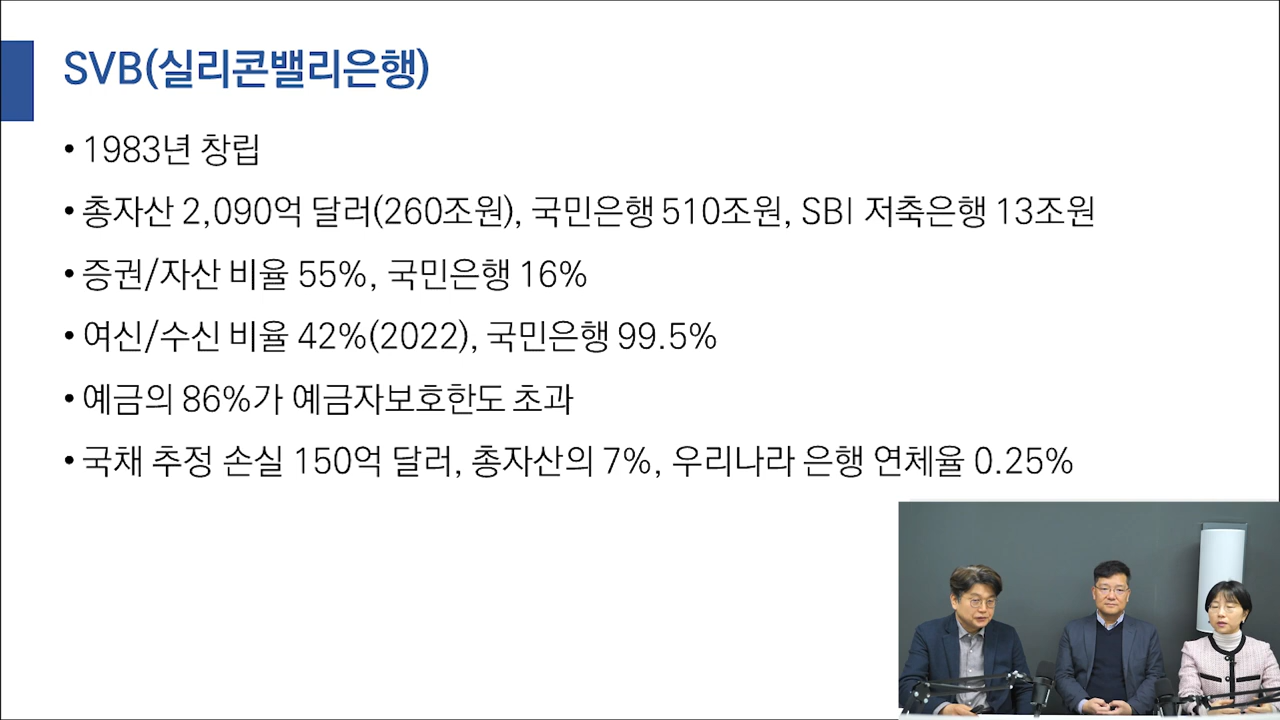 SVB(실리콘밸리은행)
• 1983년 창립
• 총자산 2,090억 달러(260조원), 국민은행 510조원, SBI 저축은행 13조원
• 증권/자산 비율 55%, 국민은행 16%
• 여신/수신 비율 42%(2022), 국민은행 99.5%
• 예금의 86%가 예금자보호한도 초과
• 국채 추정 손실 150억 달러, 총자산의 7%, 우리나라 은행 연체율 0.25%